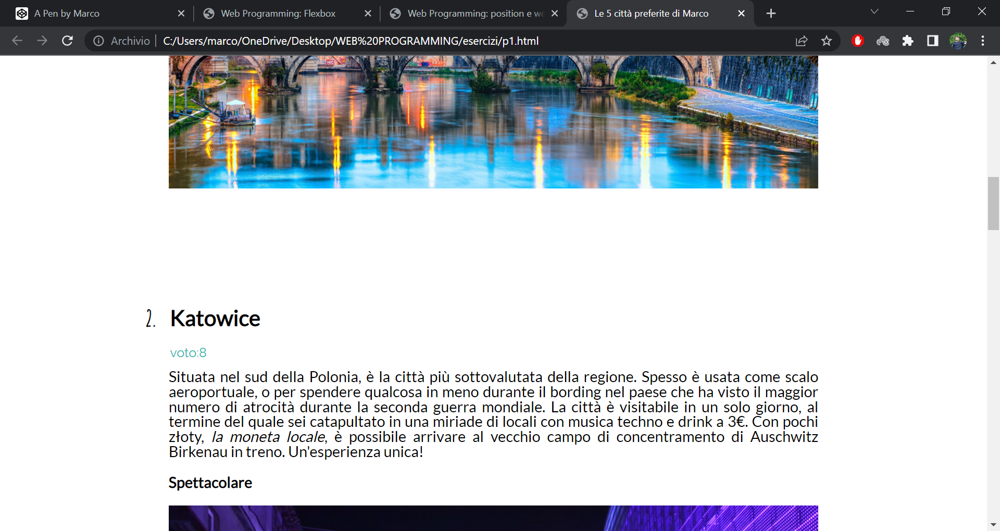 A Pen by Marco
Web Programming: Flexbox
Web Programming: position e we
Le 5 città preferite di Marco
Archivio
C:/Users/marco/OneDrive/Desktop/WEB%20PROGRAMMING/esercizi/p1.html
2. Katowice
voto:8
Situata nel sud della Polonia, è la città più sottovalutata della regione. Spesso è usata come scalo
aeroportuale, o per spendere qualcosa in meno durante il bording nel paese che ha visto il maggior
numero di atrocità durante la seconda guerra mondiale. La città è visitabile in un solo giorno, al
termine del quale sei catapultato in una miriade di locali con musica techno e drink a 3€. Con pochi
złoty, la moneta locale, è possibile arrivare al vecchio campo di concentramento di Auschwitz
Birkenau in treno. Un'esperienza unica!
Spettacolare